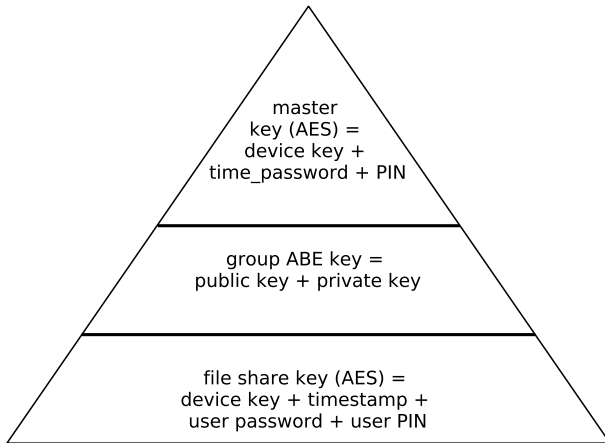 master
key (AES) =
device key +
time_password + PIN
group ABE key =
public key + private key
file share key (AES) =
device key + timestamp +
user password + user PIN